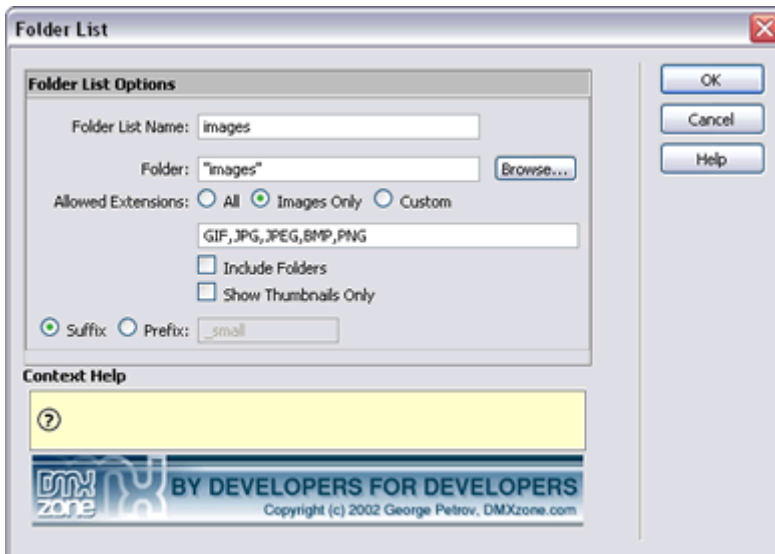 Folder List
OK
Cancel
Help
Folder List Options
Folder List Name: images
Folder: "images" Browse...
Allowed Extensions: All Images Only Custom
GIF,JPG,JPEG,BMP,PNG
Include Folders
Show Thumbnails Only
Suffix Prefix: _small
Context Help
?
DMX zone
BY DEVELOPERS FOR DEVELOPERS
Copyright (c) 2002 George Petrov, DMXzone.com